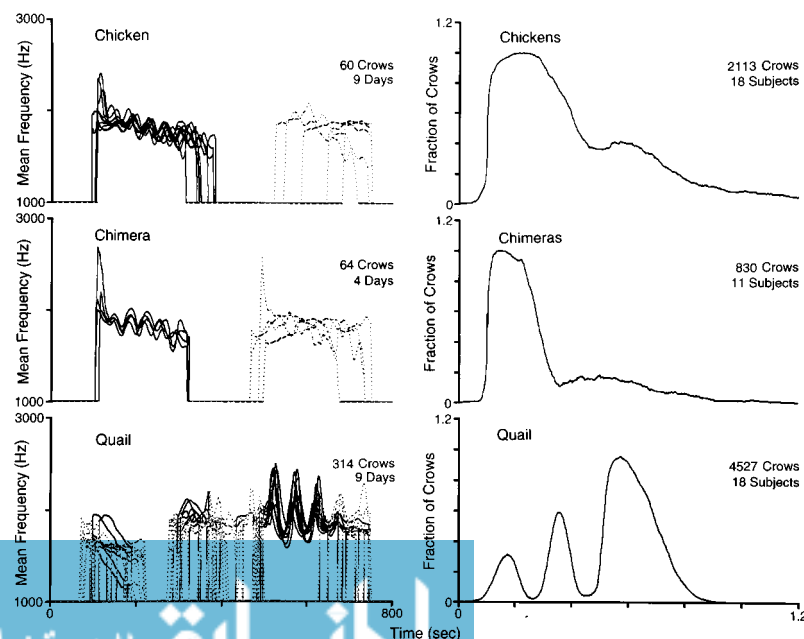 3000
Chicken
60 Crows
9 Days
Mean Frequency (Hz)
1000
1.2
Chickens
2113 Crows
18 Subjects
Fraction of Crows
0
3000
Chimera
64 Crows
4 Days
Mean Frequency (Hz)
1000
1.2
Chimeras
830 Crows
11 Subjects
Fraction of Crows
0
3000
Quail
314 Crows
9 Days
Mean Frequency (Hz)
1000
0
800
1.2
Quail
4527 Crows
18 Subjects
Fraction of Crows
0
0
1.2
Time (sec)